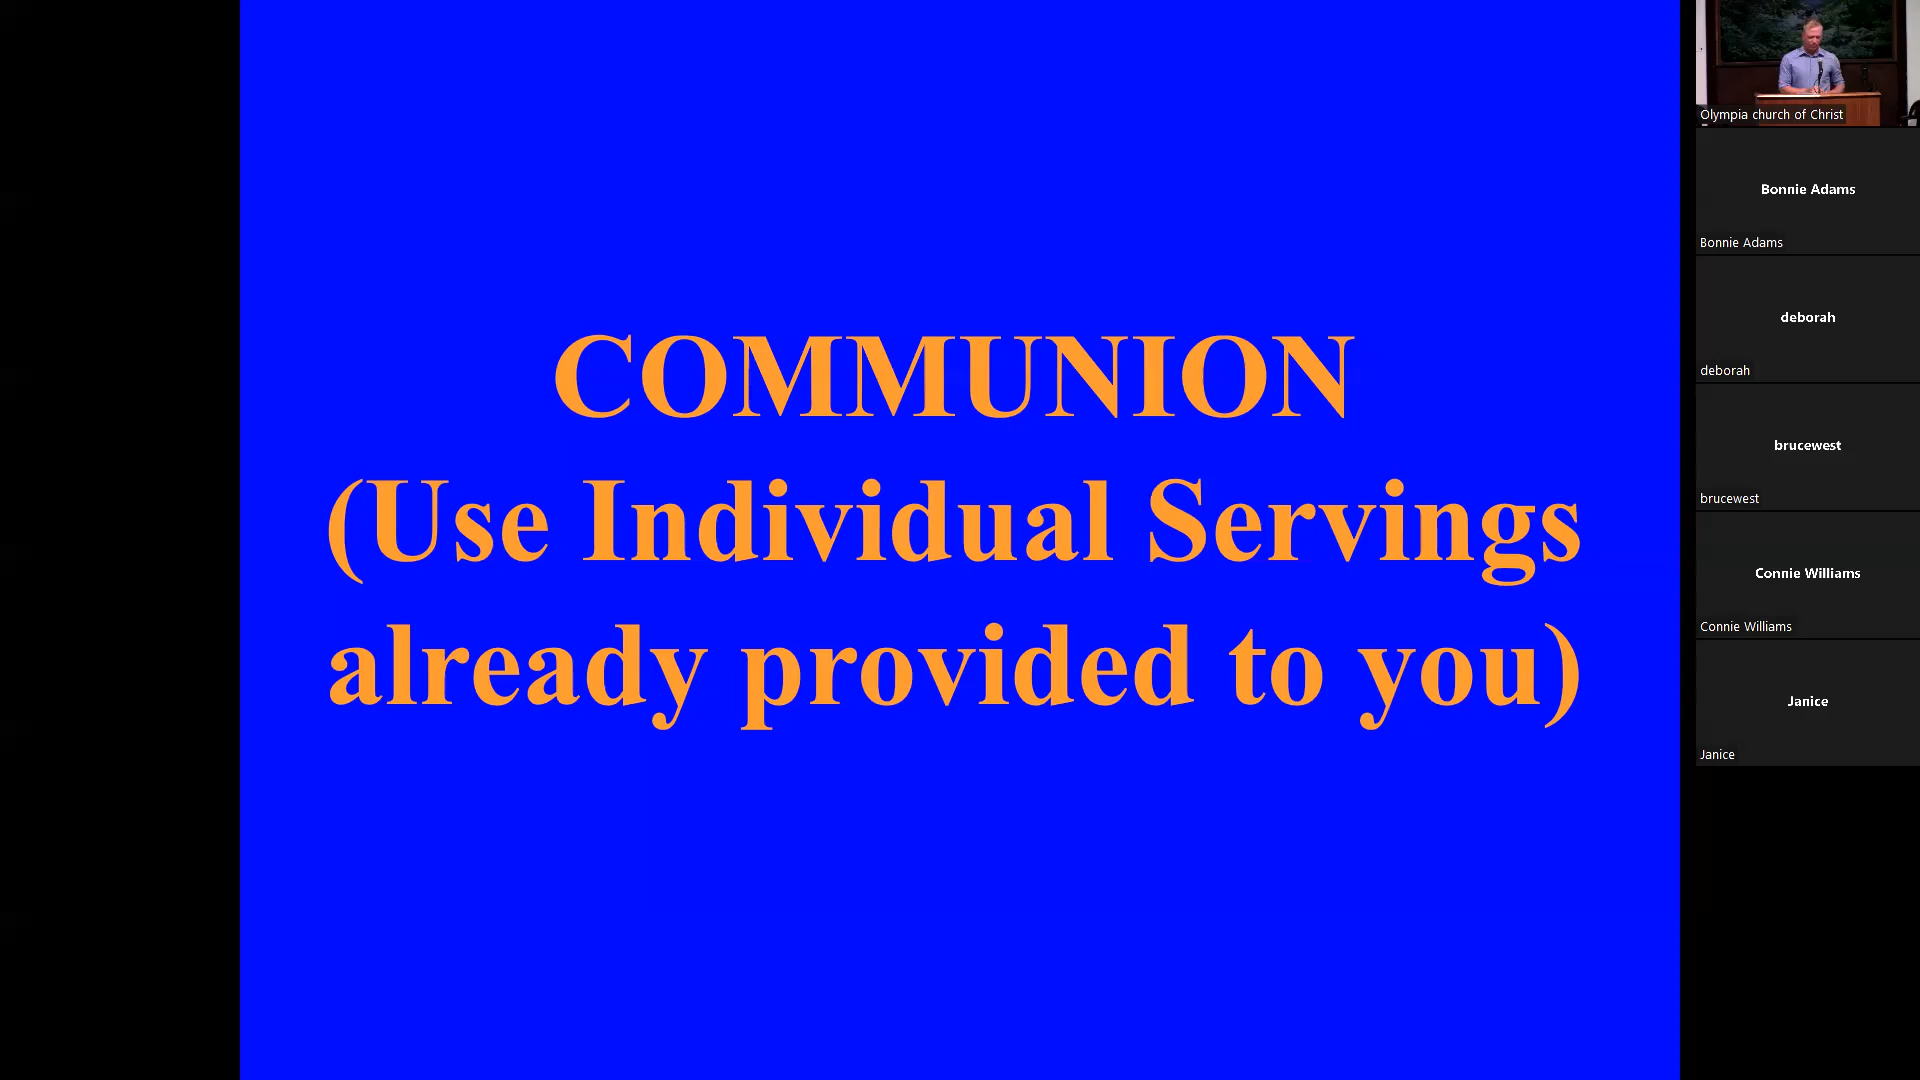 COMMUNION
(Use Individual Servings
already provided to you)
Olympia church of Christ
Bonnie Adams
Bonnie Adams
deborah
deborah
brucewest
brucewest
Connie Williams
Connie Williams
Janice
Janice